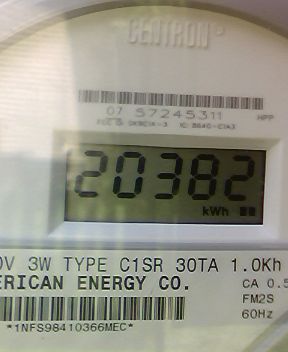 CENTRON®
07 57245311
HPP
20382
kWh
0V 3W TYPE C1SR 30TA 1.0Kh
ERICAN ENERGY CO.
CA 0.5
FM2S
60Hz
*1NFS98410366MEC*